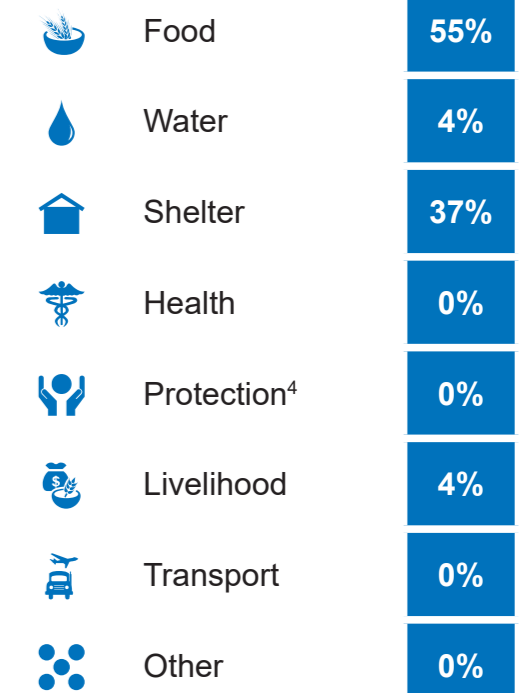 Food 55%
Water 4%
Shelter 37%
Health 0%
Protection⁴ 0%
Livelihood 4%
$
Transport 0%
Other 0%